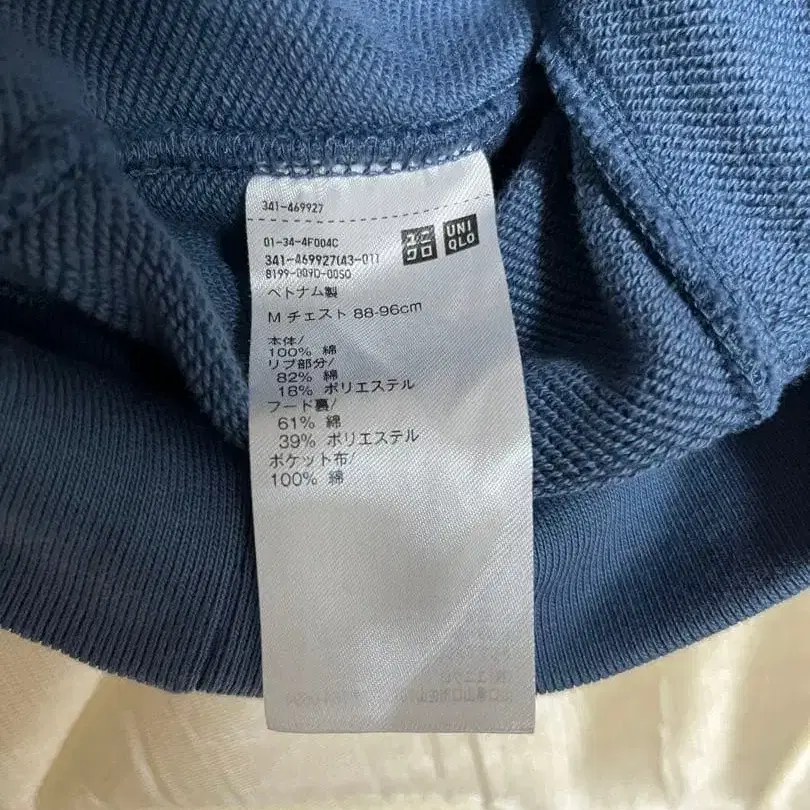 341-469927
01-34-4F004C
341-469927(43-01)
8199-009D-00S0
ユニ
クロ
UNI
QLO
ベトナム製
M チェスト 88-96cm
本体/
100% 綿
リブ部分/
82% 綿
18% ポリエステル
フード裏/
61% 綿
39% ポリエステル
ポケット布/
100% 綿